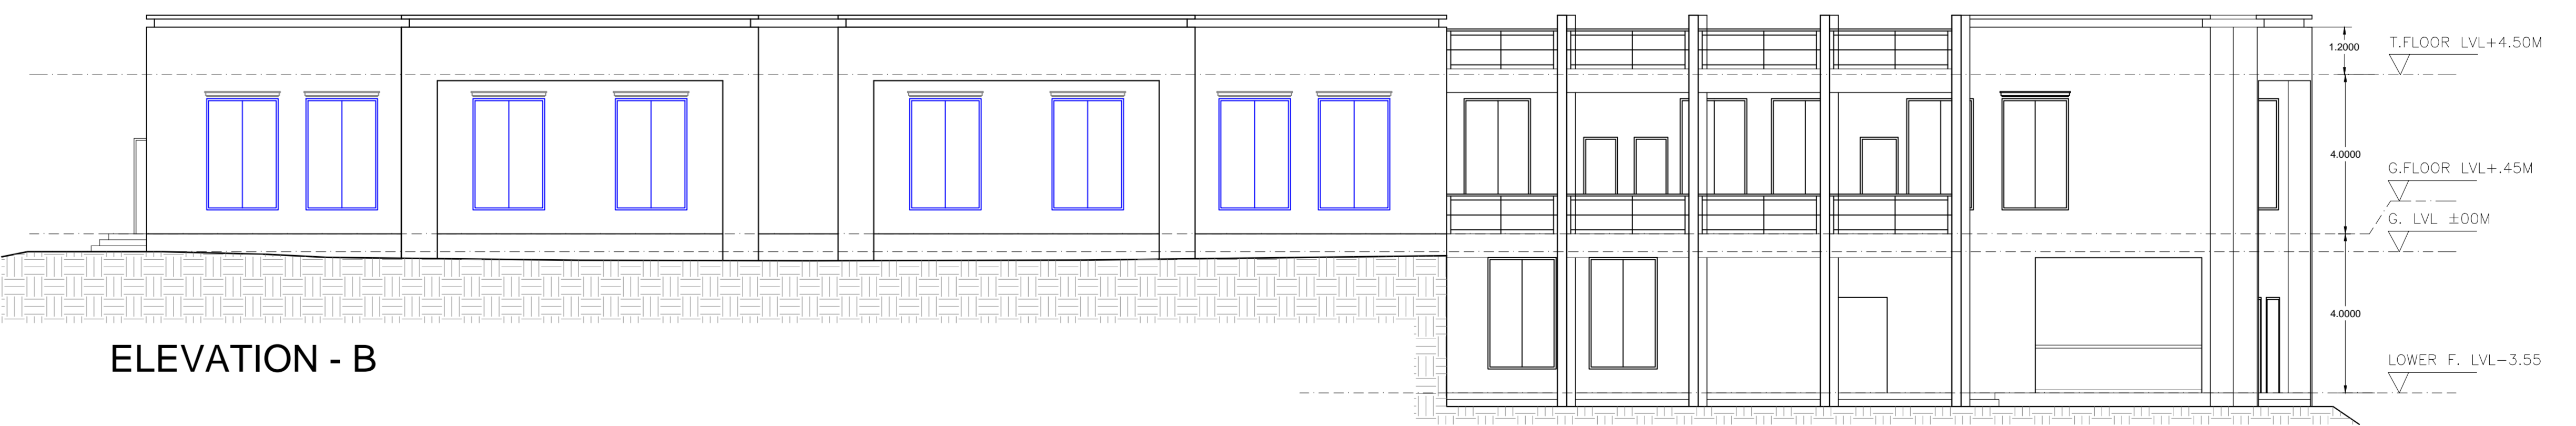 T.FLOOR LVL+4.50M
1.2000
4.0000
G.FLOOR LVL+.45M
G. LVL ±00M
4.0000
LOWER F. LVL-3.55
ELEVATION - B